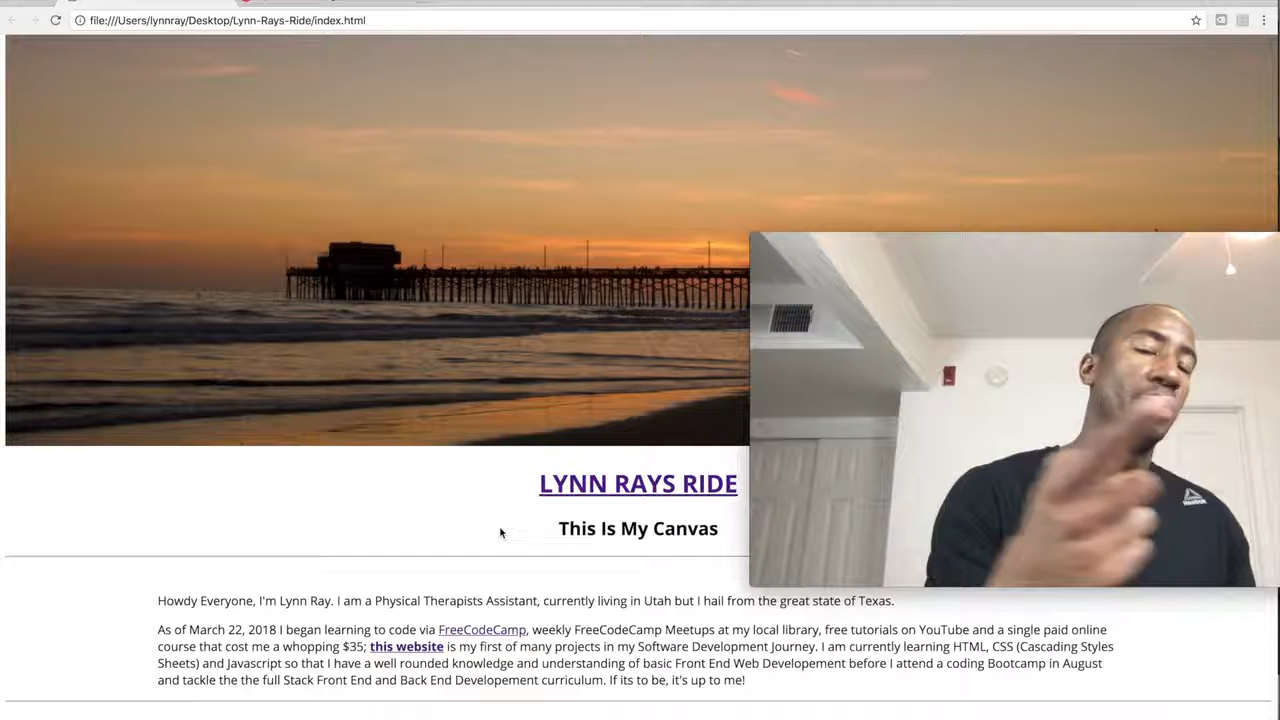 file:///Users/lynnray/Desktop/Lynn-Rays-Ride/index.html
Reebok
LYNN RAYS RIDE
This Is My Canvas
Howdy Everyone, I'm Lynn Ray. I am a Physical Therapists Assistant, currently living in Utah but I hail from the great state of Texas.
As of March 22, 2018 I began learning to code via FreeCodeCamp, weekly FreeCodeCamp Meetups at my local library, free tutorials on YouTube and a single paid online
course that cost me a whopping $35; this website is my first of many projects in my Software Development Journey. I am currently learning HTML, CSS (Cascading Styles
Sheets) and Javascript so that I have a well rounded knowledge and understanding of basic Front End Web Developement before I attend a coding Bootcamp in August
and tackle the the full Stack Front End and Back End Developement curriculum. If its to be, it's up to me!